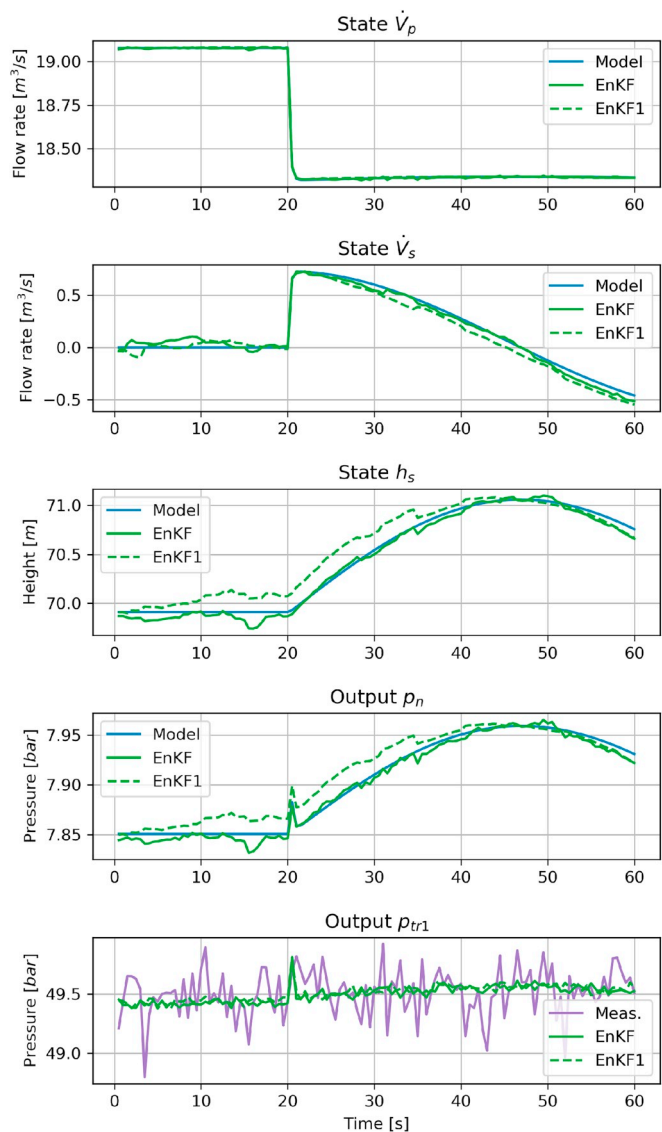 State V̇ₚ
Flow rate [m³/s]
19.00
18.75
18.50
0 10 20 30 40 50 60
Model
EnKF
EnKF1
State V̇ₛ
Flow rate [m³/s]
0.5
0.0
−0.5
0 10 20 30 40 50 60
Model
EnKF
EnKF1
State hₛ
Height [m]
71.0
70.5
70.0
0 10 20 30 40 50 60
Model
EnKF
EnKF1
Output pₙ
Pressure [bar]
7.95
7.90
7.85
0 10 20 30 40 50 60
Model
EnKF
EnKF1
Output pₜᵣ₁
Pressure [bar]
49.5
49.0
0 10 20 30 40 50 60
Meas.
EnKF
EnKF1
Time [s]